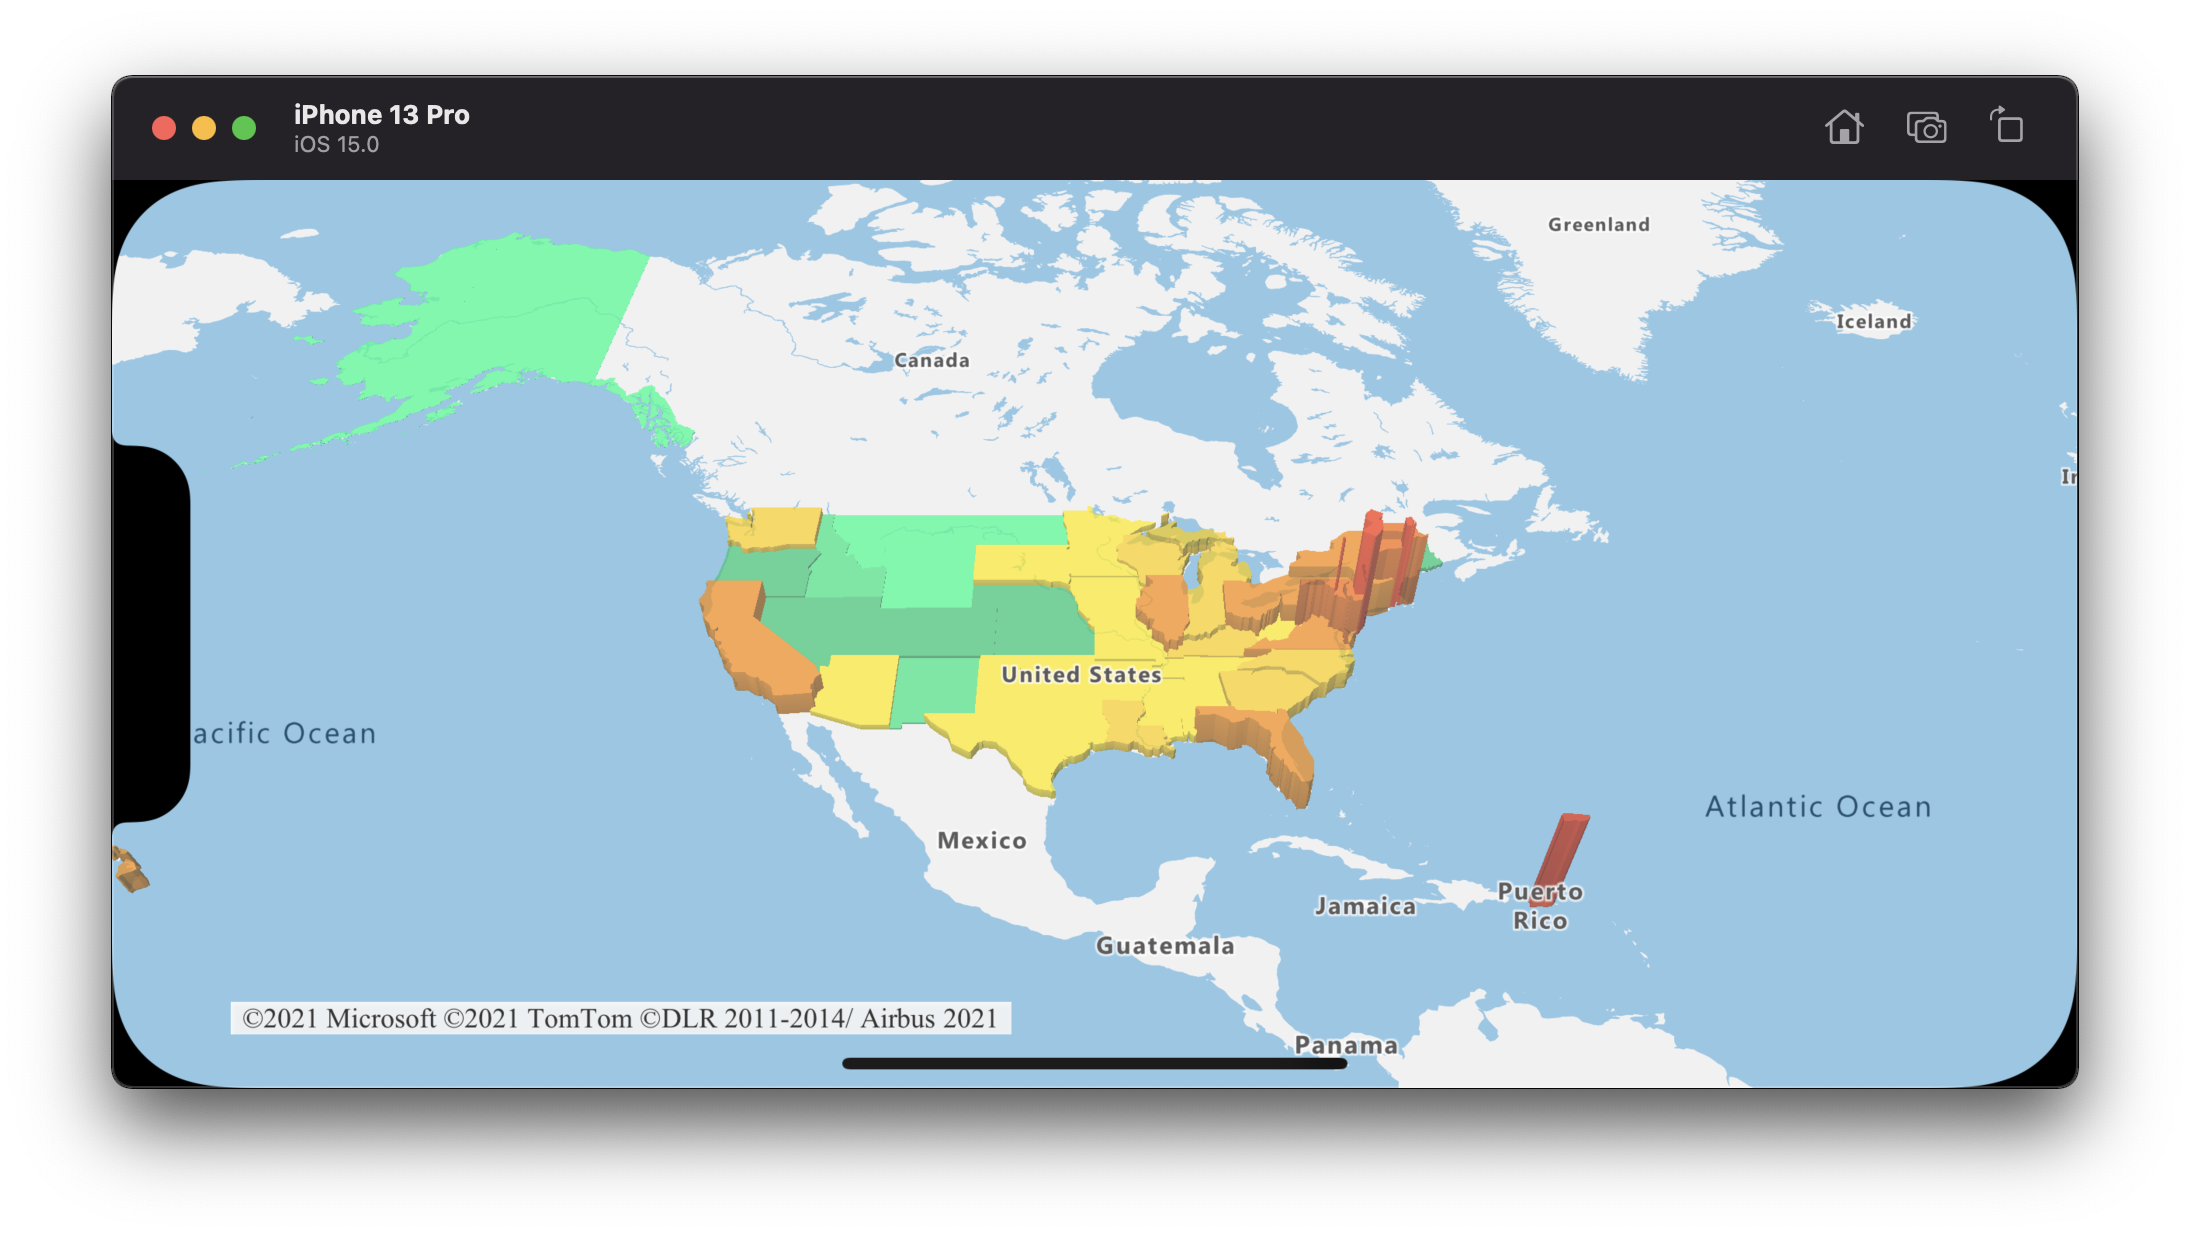 iPhone 13 Pro
iOS 15.0
Greenland
Iceland
Canada
Ir
United States
acific Ocean
Atlantic Ocean
Mexico
Puerto
Rico
Jamaica
Guatemala
©2021 Microsoft ©2021 TomTom ©DLR 2011-2014/ Airbus 2021
Panama